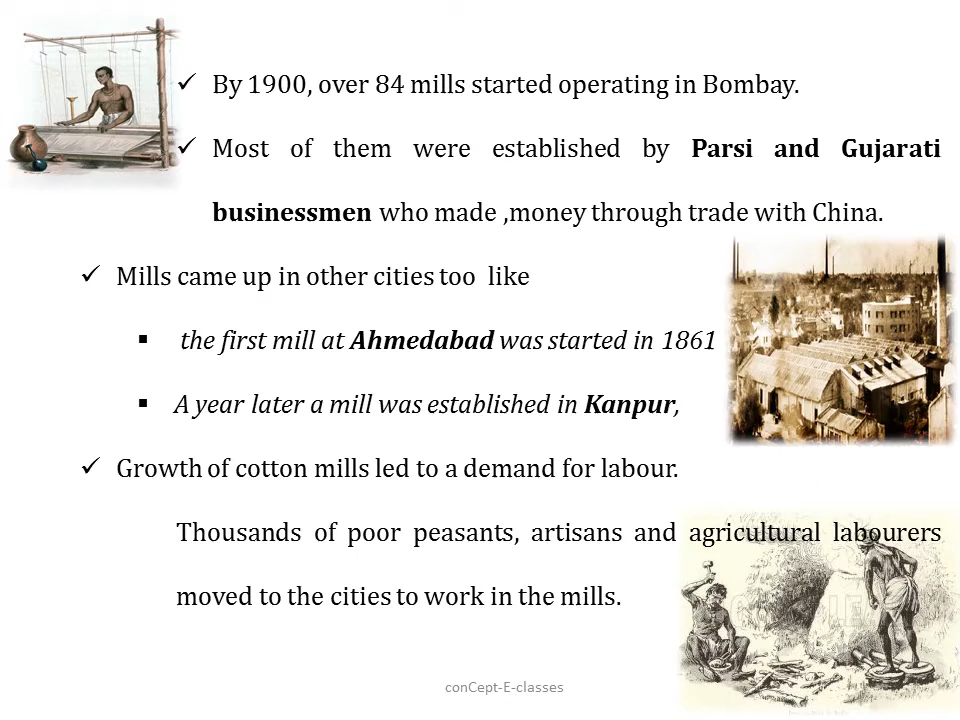 ✓ By 1900, over 84 mills started operating in Bombay.
✓ Most of them were established by Parsi and Gujarati
businessmen who made ,money through trade with China.
✓ Mills came up in other cities too like
▪ the first mill at Ahmedabad was started in 1861
▪ A year later a mill was established in Kanpur,
✓ Growth of cotton mills led to a demand for labour.
Thousands of poor peasants, artisans and agricultural labourers
moved to the cities to work in the mills.
conCept-E-classes